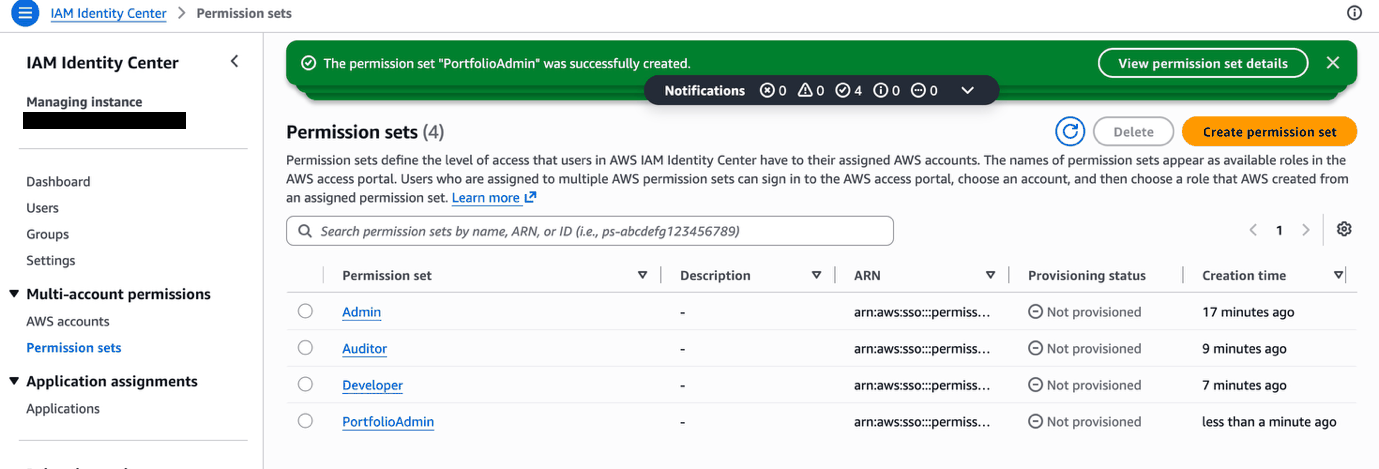 IAM Identity Center > Permission sets
IAM Identity Center
Managing instance
Dashboard
Users
Groups
Settings
Multi-account permissions
AWS accounts
Permission sets
Application assignments
Applications
The permission set "PortfolioAdmin" was successfully created.
View permission set details
Notifications 0 0 4 0 0
Permission sets (4)
Delete
Create permission set
Permission sets define the level of access that users in AWS IAM Identity Center have to their assigned AWS accounts. The names of permission sets appear as available roles in the
AWS access portal. Users who are assigned to multiple AWS permission sets can sign in to the AWS access portal, choose an account, and then choose a role that AWS created from
an assigned permission set. Learn more
Search permission sets by name, ARN, or ID (i.e., ps-abcdefg123456789)
1
Permission set Description ARN Provisioning status Creation time
Admin - arn:aws:sso:::permiss... Not provisioned 17 minutes ago
Auditor - arn:aws:sso:::permiss... Not provisioned 9 minutes ago
Developer - arn:aws:sso:::permiss... Not provisioned 7 minutes ago
PortfolioAdmin - arn:aws:sso:::permiss... Not provisioned less than a minute ago